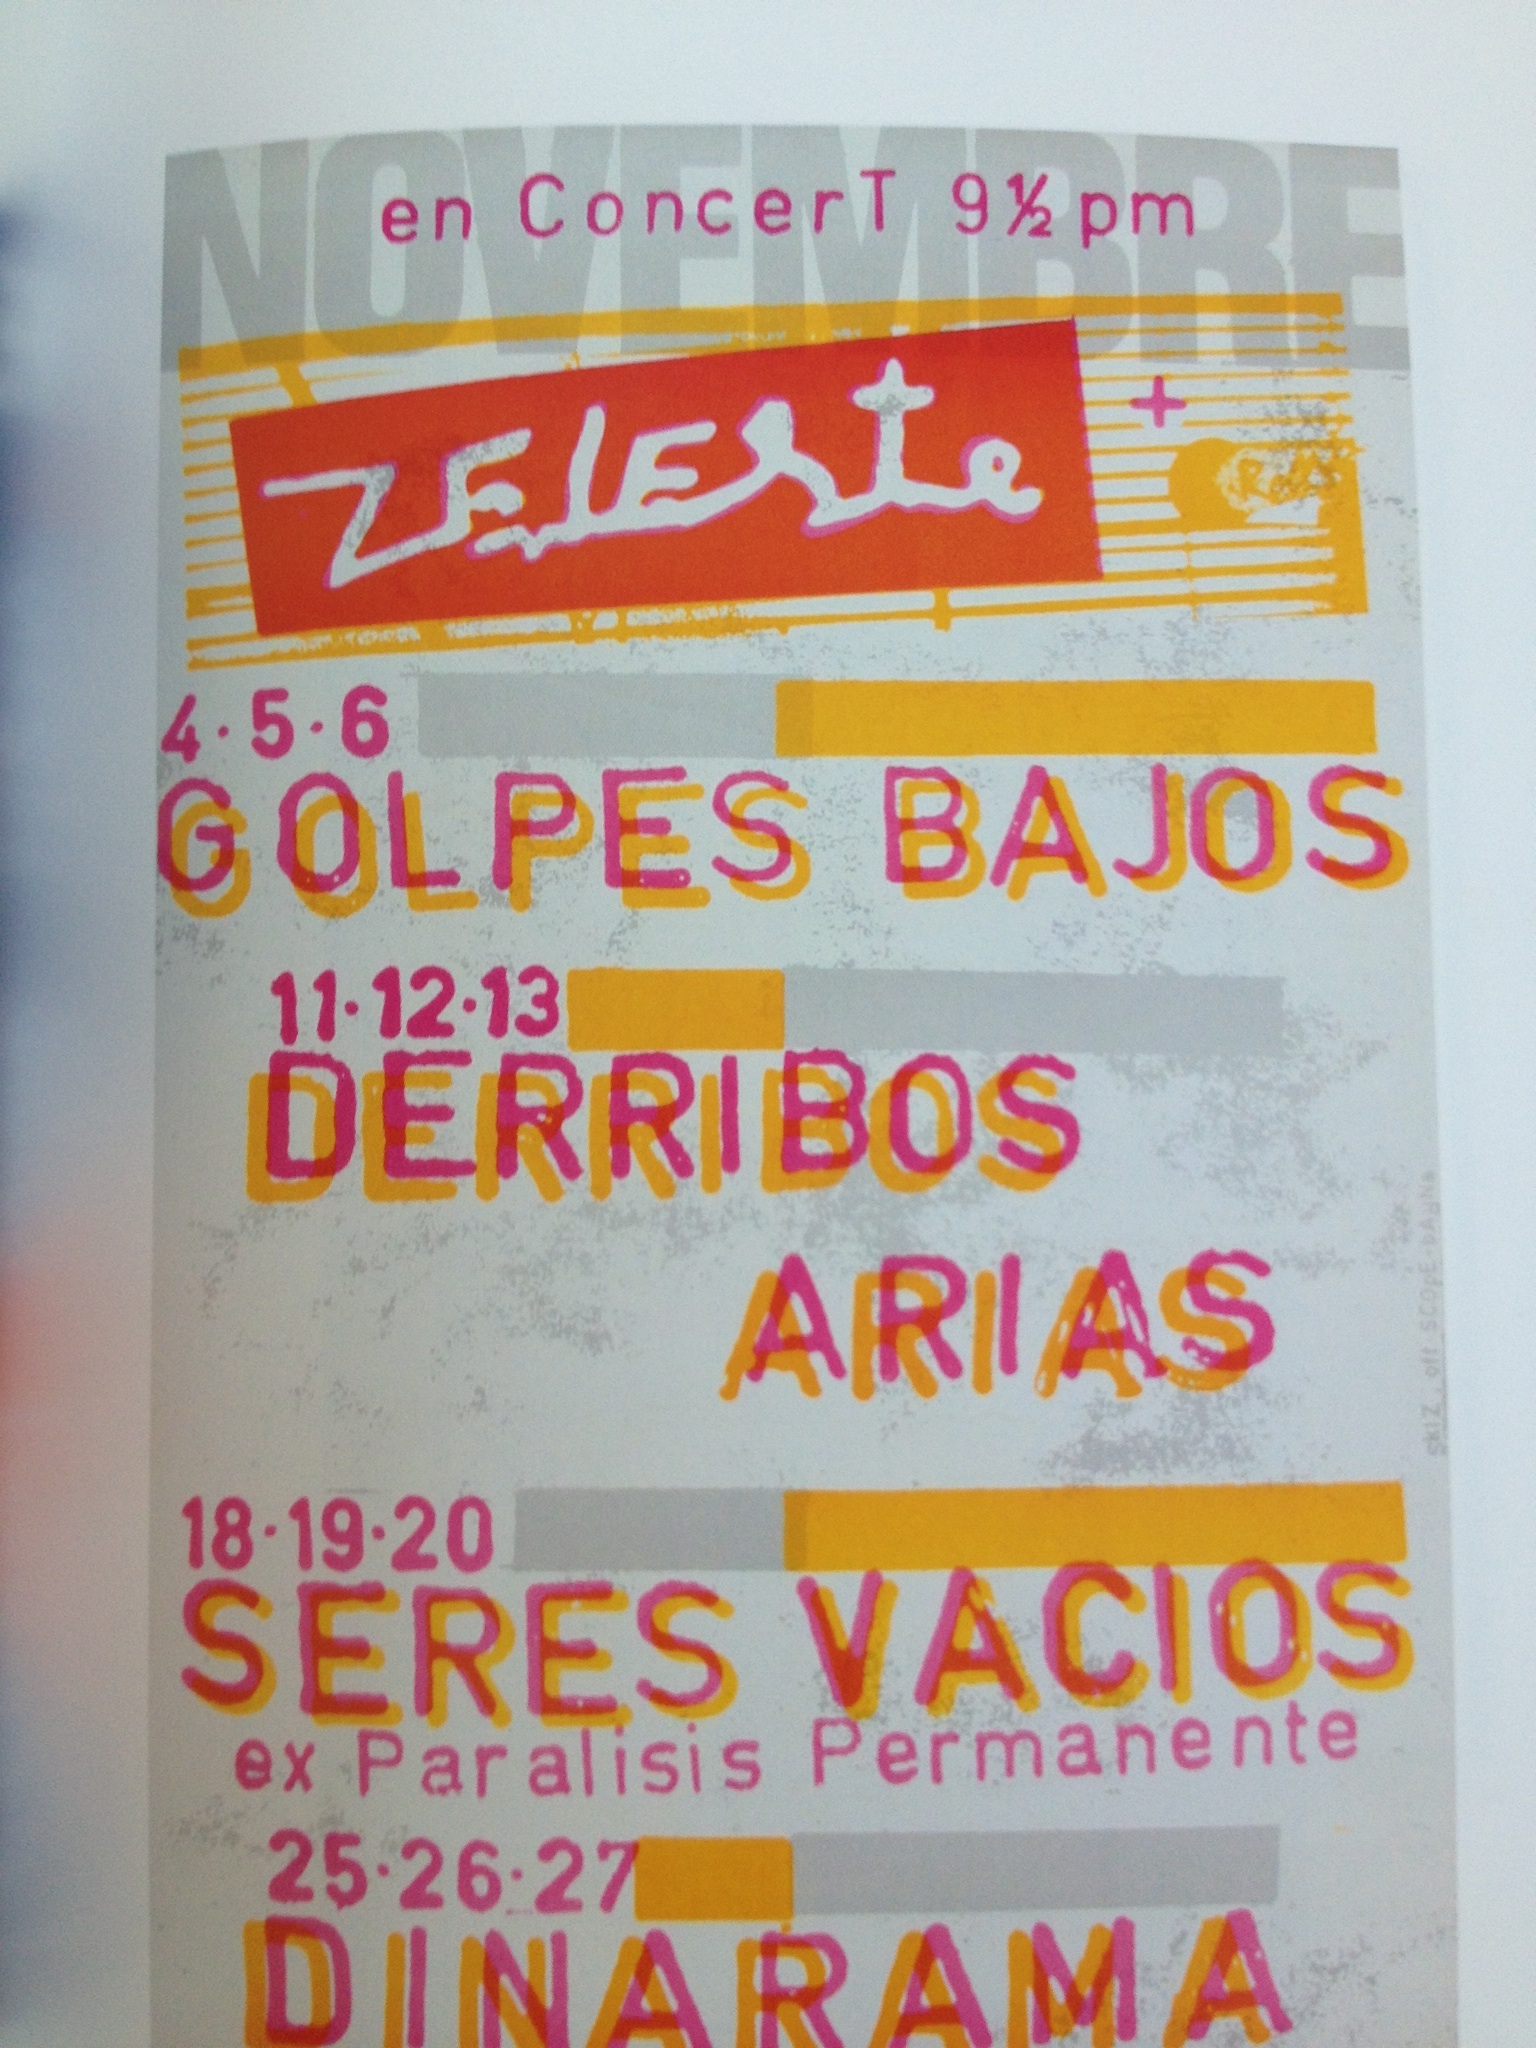 NOVEMBRE
en ConcerT 9½ pm
ZELESTE
+
4·5·6
GOLPES BAJOS
11·12·13
DERRIBOS
ARIAS
18·19·20
SERES VACIOS
ex Paralisis Permanente
25·26·27
DINARAMA